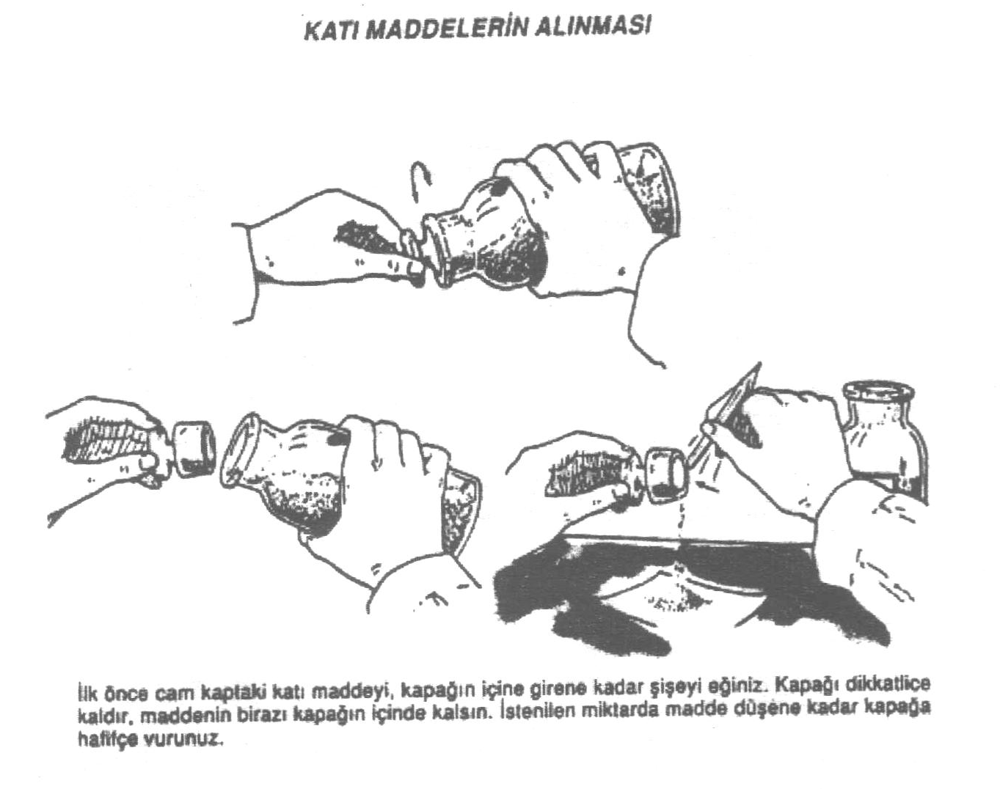 KATI MADDELERİN ALINMASI
İlk önce cam kaptaki katı maddeyi, kapağın içine girene kadar şişeyi eğiniz. Kapağı dikkatlice
kaldır, maddenin birazı kapağın içinde kalsın. İstenilen miktarda madde düşene kadar kapağa
hafifçe vurunuz.